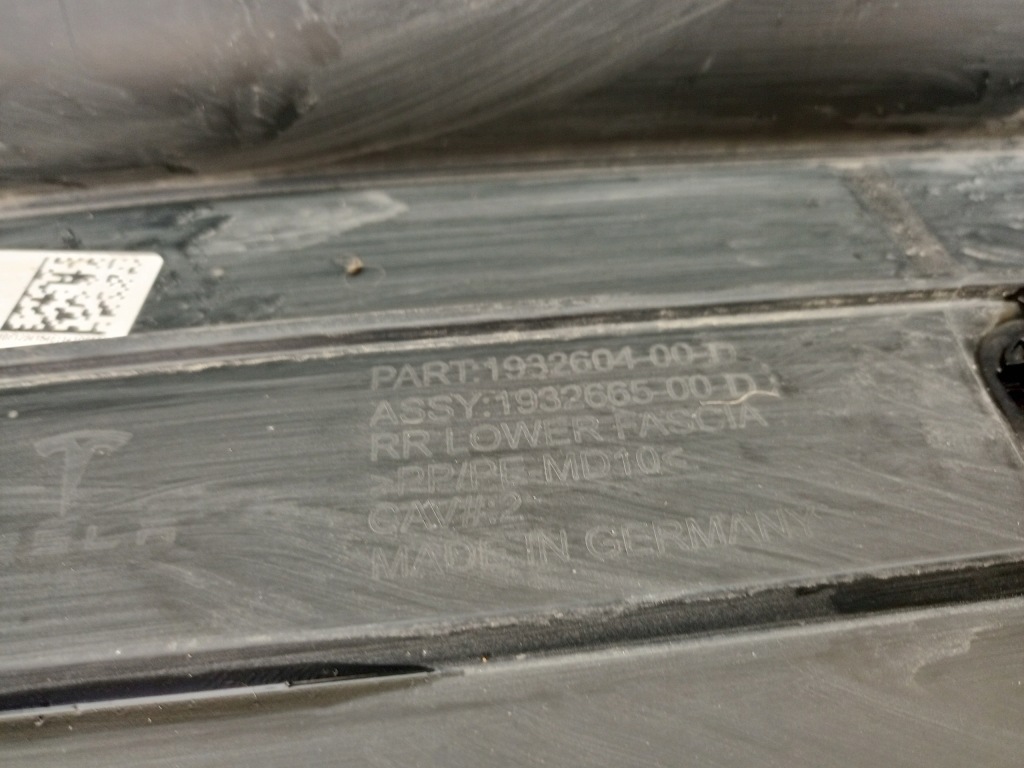 PART:1932604-00-D
ASSY:1932665-00-D
RR LOWER FASCIA
>PP/PE-MD10<
CAV#:2
MADE IN GERMANY